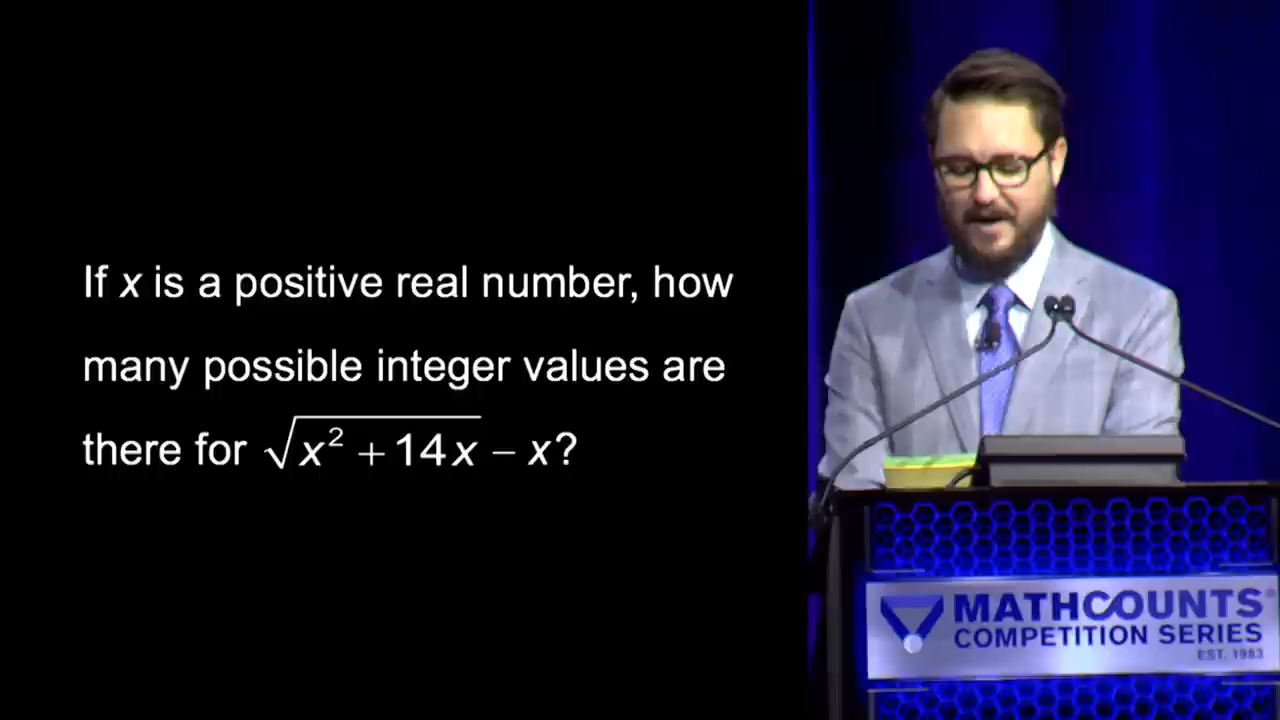 If x is a positive real number, how
many possible integer values are
there for √x² + 14x − x?
MATHCOUNTS®
COMPETITION SERIES
EST. 1983